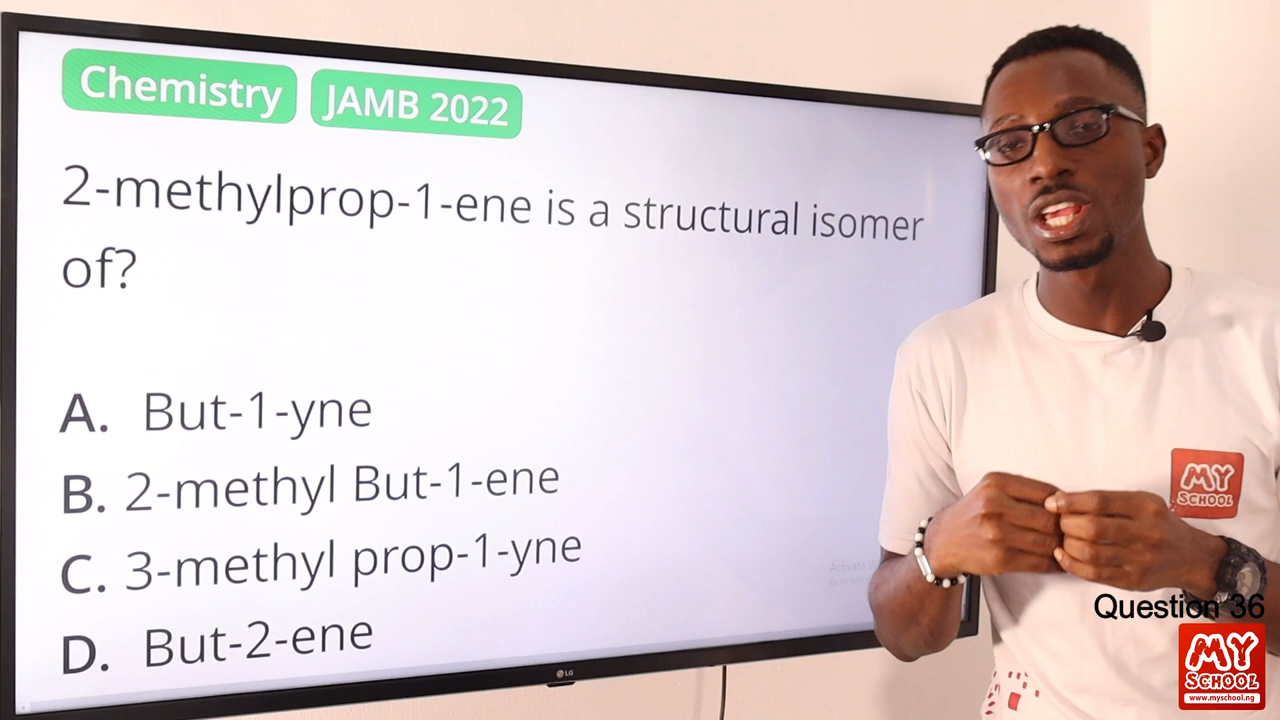 Chemistry JAMB 2022
2-methylprop-1-ene is a structural isomer
of?
A. But-1-yne
B. 2-methyl But-1-ene
C. 3-methyl prop-1-yne
D. But-2-ene
LG
MY
SCHOOL
Question 36
MY
SCHOOL
www.myschool.ng